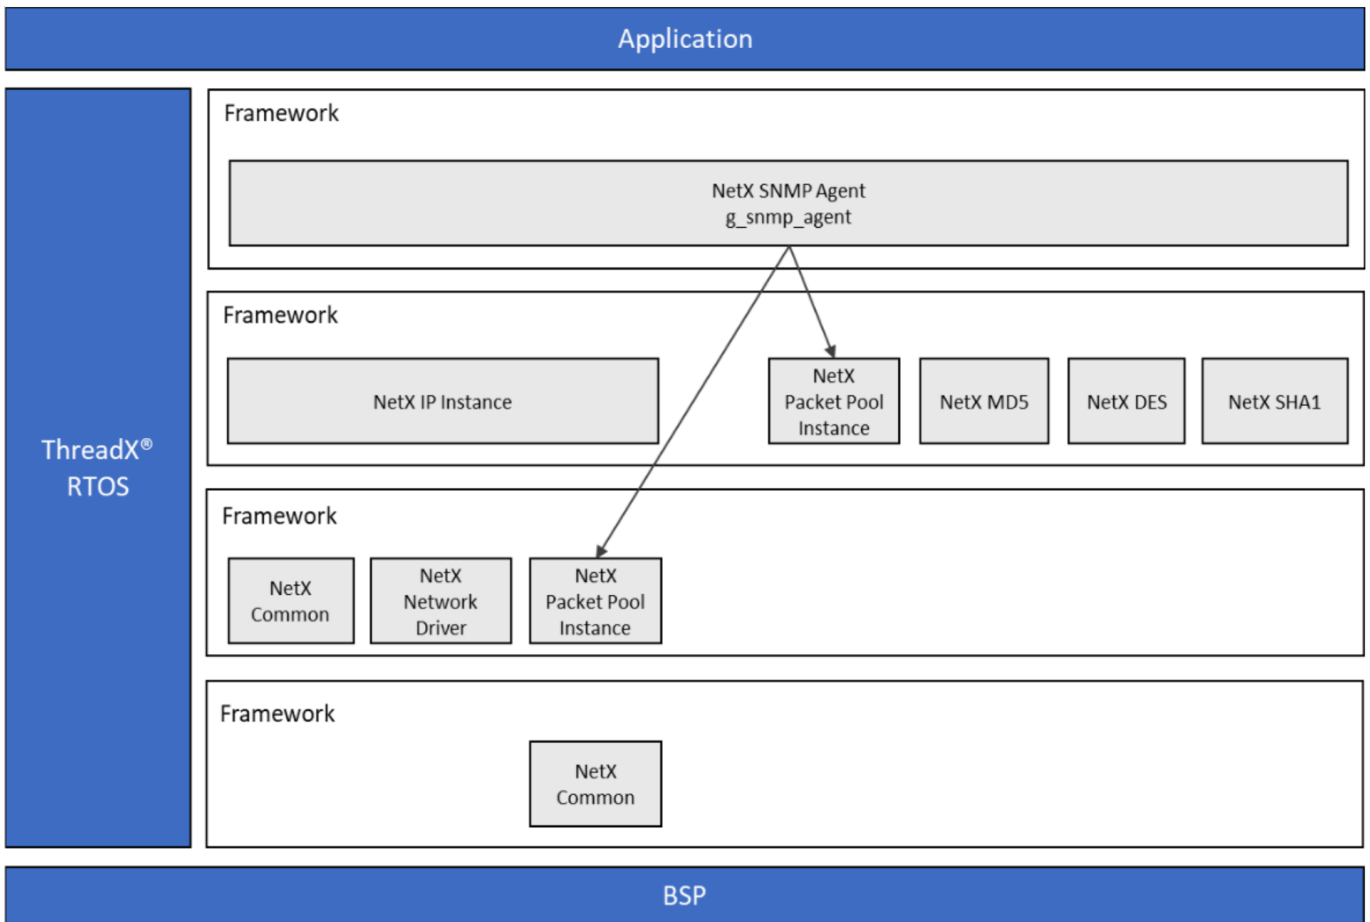 Application
ThreadX®
RTOS
Framework
NetX SNMP Agent
g_snmp_agent
Framework
NetX IP Instance
NetX
Packet Pool
Instance
NetX MD5
NetX DES
NetX SHA1
Framework
NetX
Common
NetX
Network
Driver
NetX
Packet Pool
Instance
Framework
NetX
Common
BSP